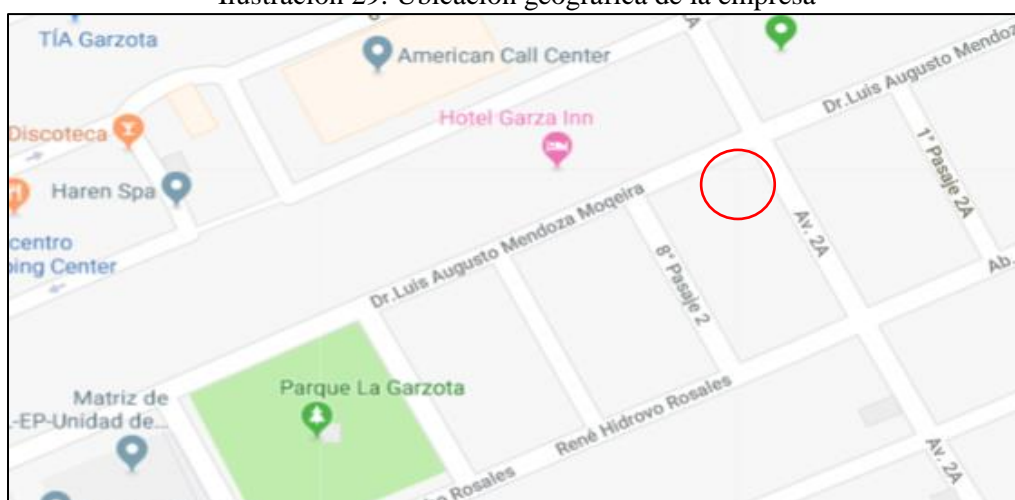 Ilustración 29. Ubicación geográfica de la empresa
TÍA Garzota
American Call Center
Dr. Luis Augusto Mendoz
Discoteca
Hotel Garza Inn
1° Pasaje 2A
Haren Spa
Dr. Luis Augusto Mendoza Moqeira
Av. 2A
centro
ping Center
8° Pasaje 2
Ab.
Parque La Garzota
Matriz de
.-EP-Unidad de...
René Hidrovo Rosales
Av. 2A
o Rosales